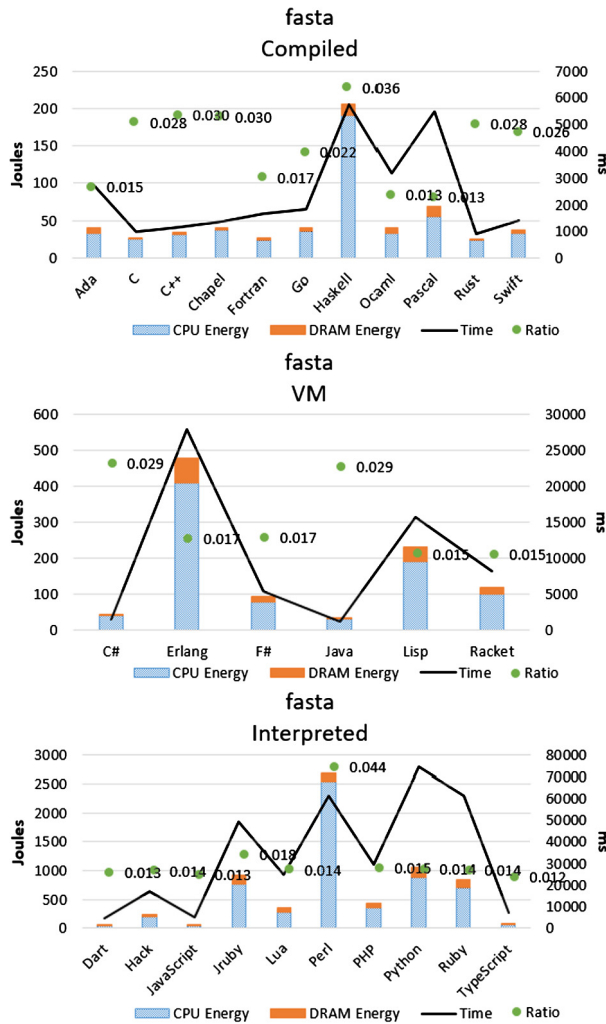 fasta
Compiled
250
200
150
100
50
0
Joules
7000
6000
5000
4000
3000
2000
1000
0
ms
0.015
0.028
0.030
0.030
0.017
0.022
0.036
0.013
0.013
0.028
0.026
Ada
C
C++
Chapel
Fortran
Go
Haskell
Ocaml
Pascal
Rust
Swift
CPU Energy DRAM Energy Time Ratio
fasta
VM
600
500
400
300
200
100
0
Joules
30000
25000
20000
15000
10000
5000
0
ms
0.029
0.017
0.017
0.029
0.015
0.015
C# Erlang F# Java Lisp Racket
CPU Energy DRAM Energy Time Ratio
fasta
Interpreted
3000
2500
2000
1500
1000
500
0
Joules
80000
70000
60000
50000
40000
30000
20000
10000
0
ms
0.013
0.014
0.013
0.018
0.014
0.044
0.015
0.014
0.014
0.012
Dart
Hack
JavaScript
Jruby
Lua
Perl
PHP
Python
Ruby
TypeScript
CPU Energy DRAM Energy Time Ratio